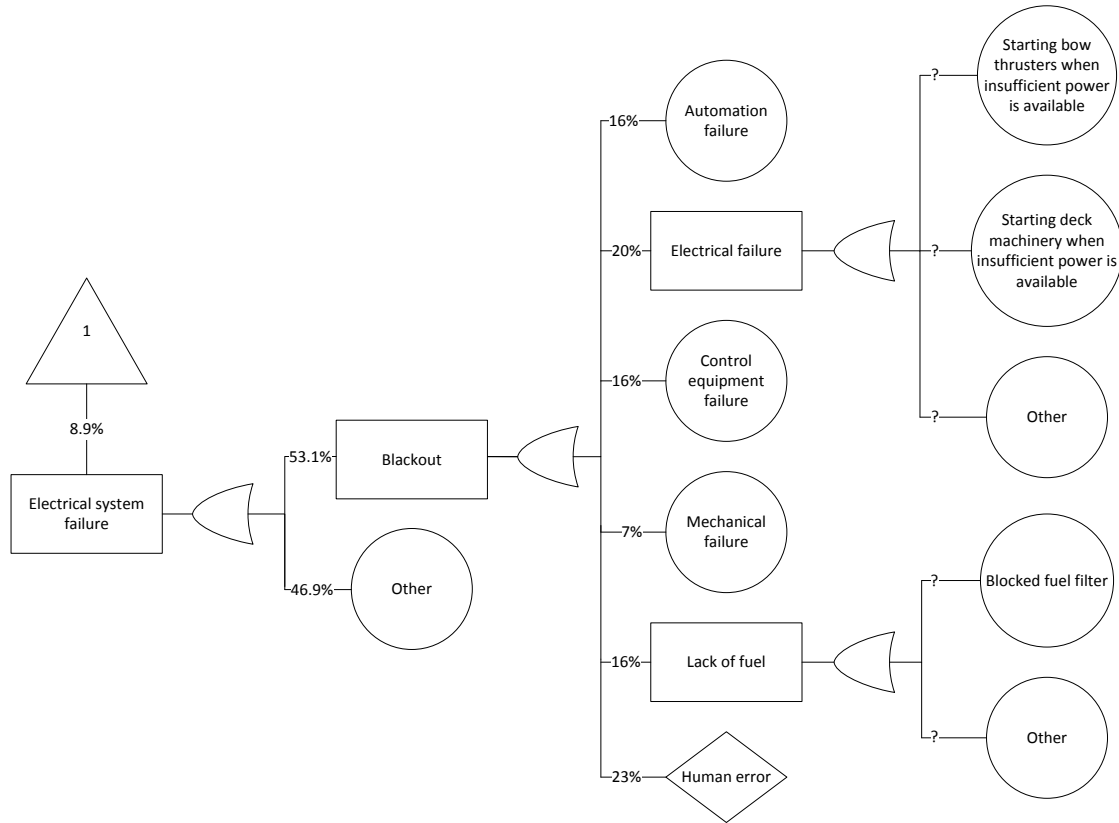 1
8.9%
Electrical system
failure
53.1%
Blackout
46.9%
Other
16%
Automation
failure
20%
Electrical failure
16%
Control
equipment
failure
7%
Mechanical
failure
16%
Lack of fuel
23%
Human error
?
Starting bow
thrusters when
insufficient power
is available
?
Starting deck
machinery when
insufficient power is
available
?
Other
?
Blocked fuel filter
?
Other